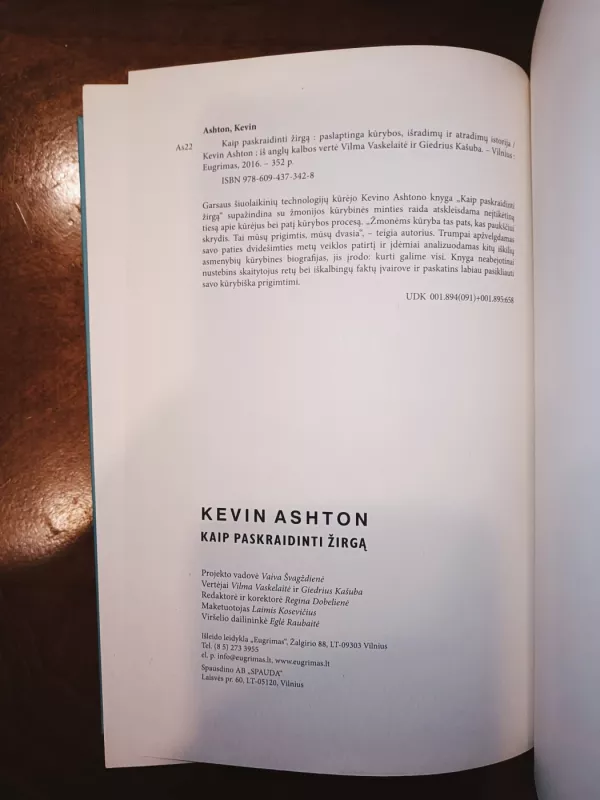 Ashton, Kevin
As22 Kaip paskraidinti žirgą : paslaptinga kūrybos, išradimų ir atradimų istorija /
Kevin Ashton : iš anglų kalbos vertė Vilma Vaskelaitė ir Giedrius Kašuba. – Vilnius :
Eugrimas, 2016. – 352 p.
ISBN 978-609-437-342-8
Garsaus šiuolaikinių technologijų kūrėjo Kevino Ashtono knyga „Kaip paskraidinti
žirgą“ supažindina su žmonijos kūrybinės minties raida atskleisdama neįtikėtiną
tiesą apie kūrėjus bei patį kūrybos procesą. „Žmonėms kūryba tas pats, kas paukščiui
skrydis. Tai mūsų prigimtis, mūsų dvasia“, – teigia autorius. Trumpai apžvelgdamas
savo paties dvidešimties metų veiklos patirtį ir įdėmiai analizuodamas kitų iškilių
asmenybių kūrybines biografijas, jis įrodo: kurti galime visi. Knyga neabejotinai
nustebins skaitytojus retų bei iškalbingų faktų įvairove ir paskatins labiau pasikliauti
savo kūrybiška prigimtimi.
UDK 001.894(091)+001.895:658
KEVIN ASHTON
KAIP PASKRAIDINTI ŽIRGĄ
Projekto vadovė Vaiva Švagždienė
Vertėjai Vilma Vaskelaitė ir Giedrius Kašuba
Redaktorė ir korektorė Regina Dobelienė
Maketuotojas Laimis Kosevičius
Viršelio dailininkė Eglė Raubaitė
Išleido leidykla „Eugrimas“, Žalgirio 88, LT-09303 Vilnius
Tel. (8 5) 273 3955
el. p. info@eugrimas.lt, www.eugrimas.lt
Spausdino AB „SPAUDA“
Laisvės pr. 60, LT-05120, Vilnius